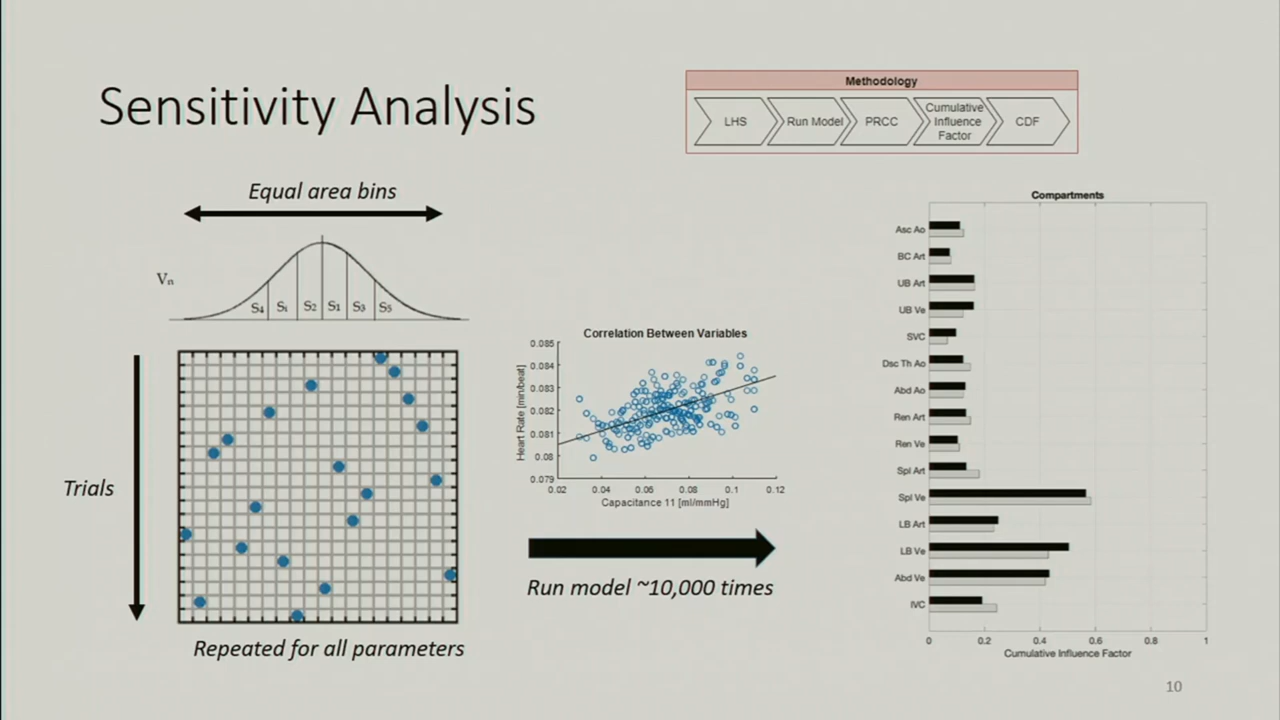 Sensitivity Analysis
Methodology
LHS
Run Model
PRCC
Cumulative
Influence
Factor
CDF
Equal area bins
Vn
S4 S1 S2 S1 S3 S5
Trials
Repeated for all parameters
Correlation Between Variables
Heart Rate [min/beat]
0.085
0.084
0.083
0.082
0.081
0.08
0.079
0.02 0.04 0.06 0.08 0.1 0.12
Capacitance 11 [ml/mmHg]
Run model ~10,000 times
Compartments
Asc Ao
BC Art
UB Art
UB Ve
SVC
Dsc Th Ao
Abd Ao
Ren Art
Ren Ve
Spl Art
Spl Ve
LB Art
LB Ve
Abd Ve
IVC
0 0.2 0.4 0.6 0.8 1
Cumulative Influence Factor
10